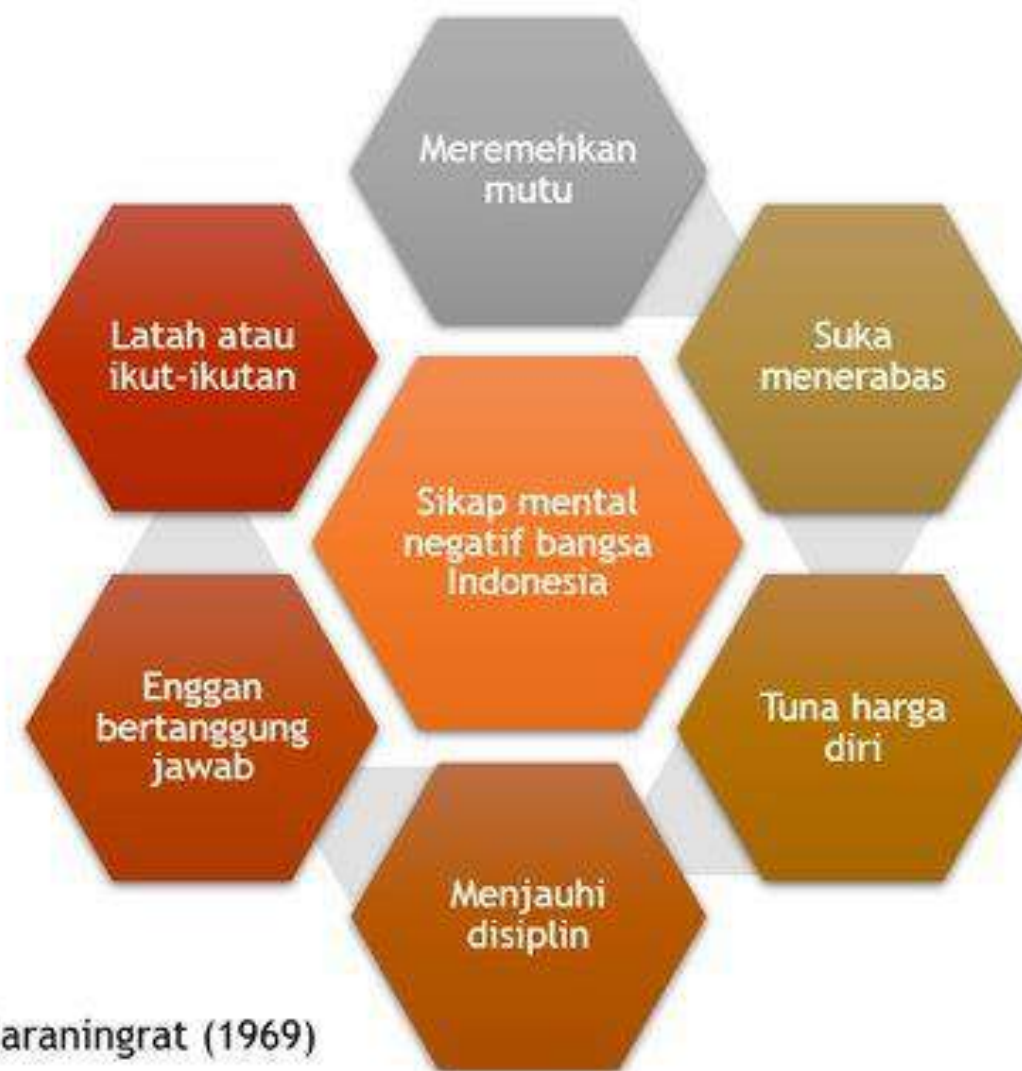 Meremehkan
mutu
Suka
menerabas
Tuna harga
diri
Menjauhi
disiplin
Enggan
bertanggung
jawab
Latah atau
ikut-ikutan
Sikap mental
negatif bangsa
Indonesia
araningrat (1969)